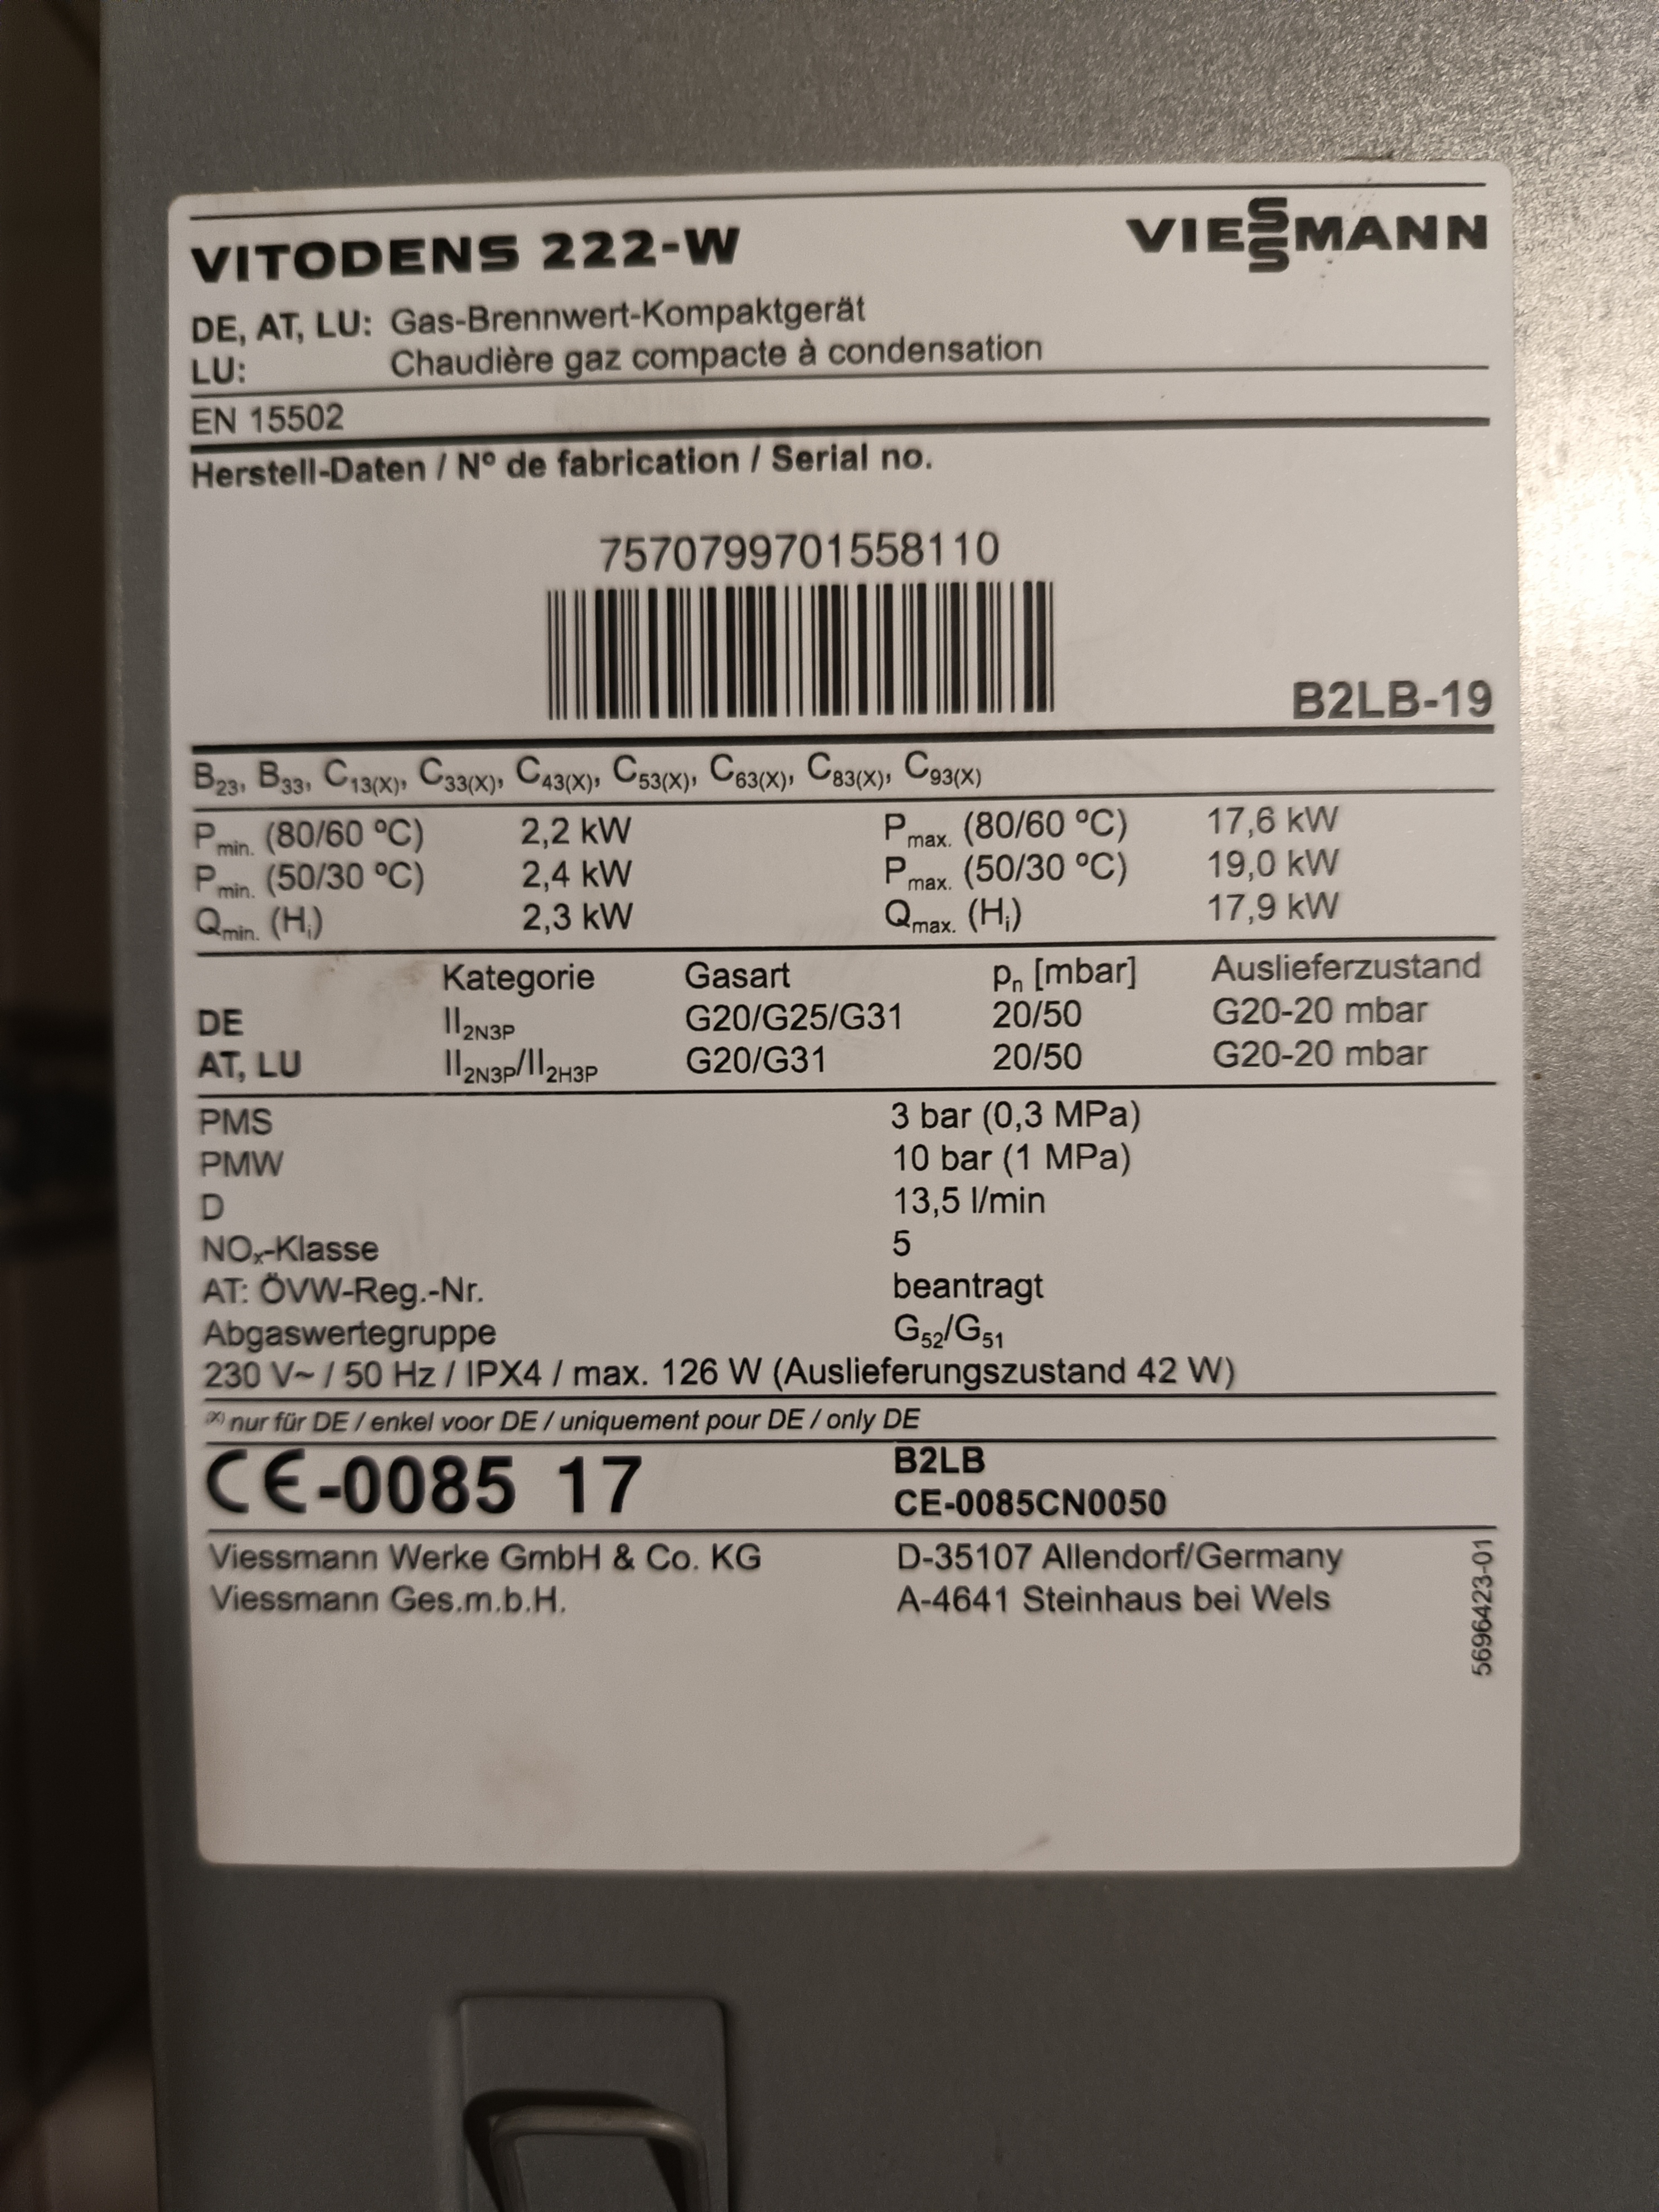 VITODENS 222-W VIESSMANN
DE, AT, LU: Gas-Brennwert-Kompaktgerät
LU: Chaudière gaz compacte à condensation
EN 15502
Herstell-Daten / Nº de fabrication / Serial no.
7570799701558110
B2LB-19
B23, B33, C13(X), C33(X), C43(X), C53(X), C63(X), C83(X), C93(X)
Pmin. (80/60 ºC) 2,2 kW Pmax. (80/60 ºC) 17,6 kW
Pmin. (50/30 ºC) 2,4 kW Pmax. (50/30 ºC) 19,0 kW
Qmin. (Hi) 2,3 kW Qmax. (Hi) 17,9 kW
Kategorie Gasart pn [mbar] Auslieferzustand
DE II2N3P G20/G25/G31 20/50 G20-20 mbar
AT, LU II2N3P/II2H3P G20/G31 20/50 G20-20 mbar
PMS 3 bar (0,3 MPa)
PMW 10 bar (1 MPa)
D 13,5 l/min
NOx-Klasse 5
AT: ÖVW-Reg.-Nr. beantragt
Abgaswertegruppe G52/G51
230 V~ / 50 Hz / IPX4 / max. 126 W (Auslieferungszustand 42 W)
(X) nur für DE / enkel voor DE / uniquement pour DE / only DE
CE-0085 17 B2LB
CE-0085CN0050
Viessmann Werke GmbH & Co. KG D-35107 Allendorf/Germany
Viessmann Ges.m.b.H. A-4641 Steinhaus bei Wels
5696423-01